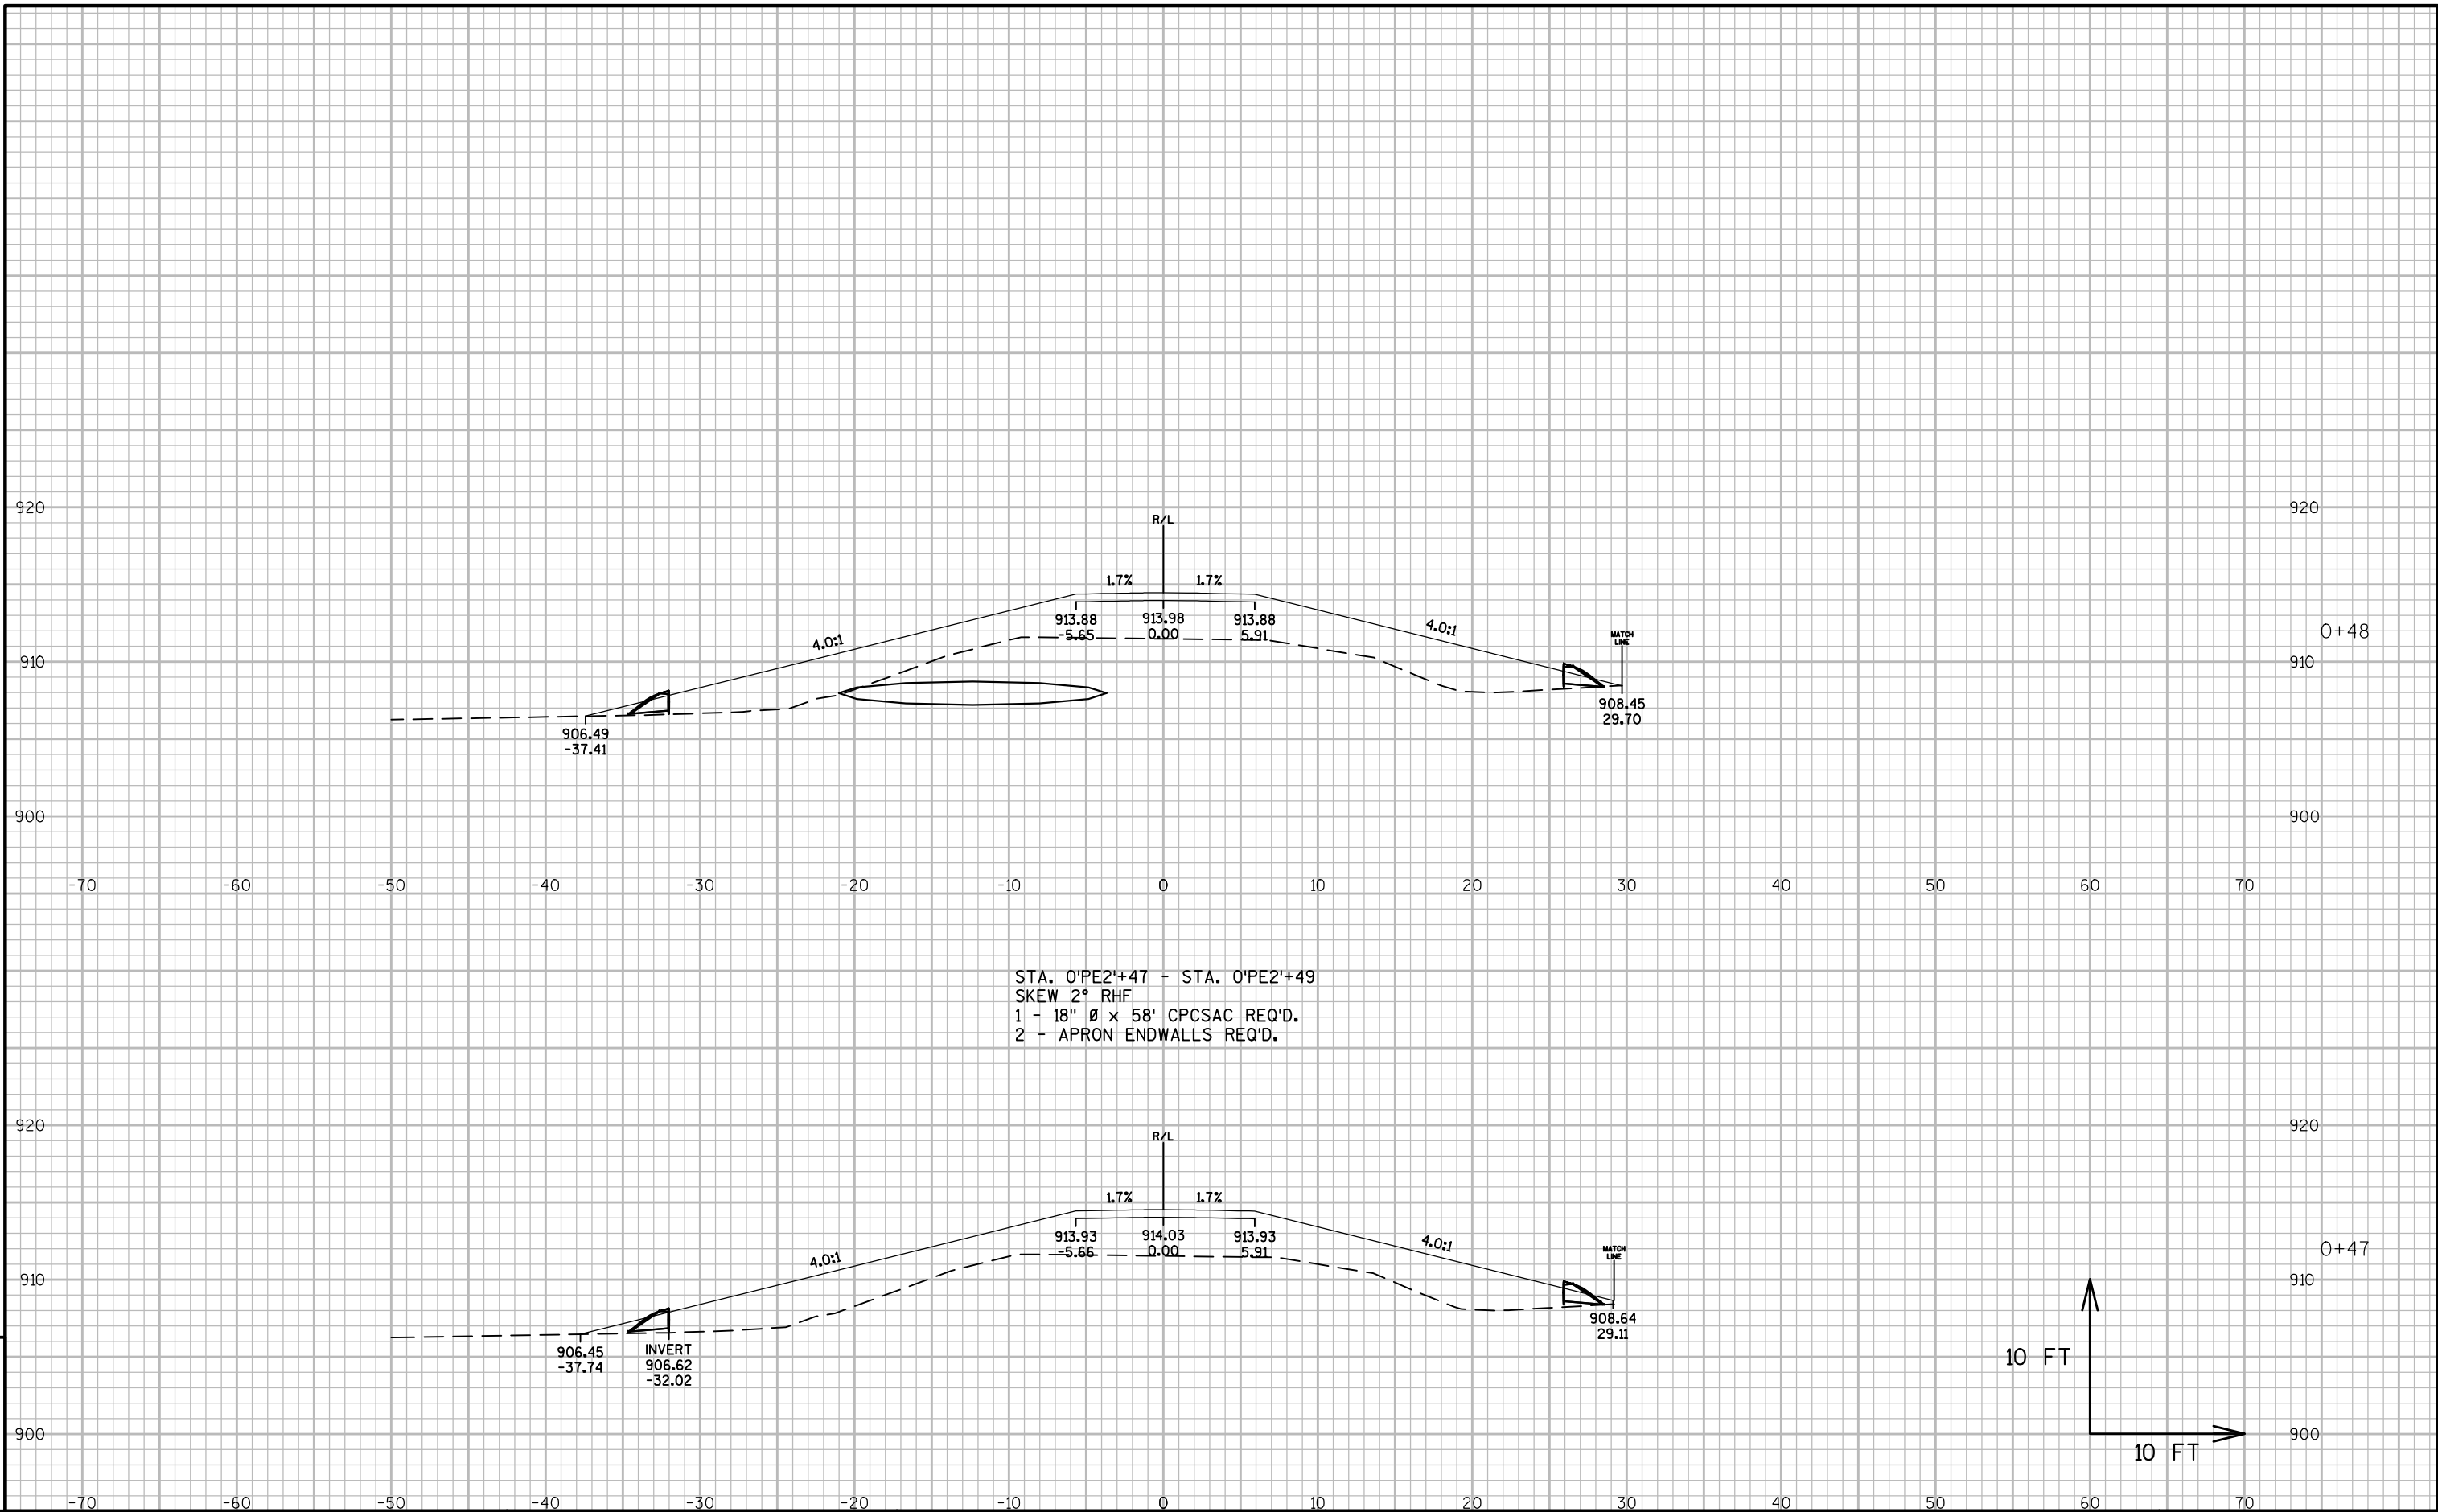 920 920
R/L
1.7% 1.7%
913.88 913.98 913.88
-5.65 0.00 5.91
4.0:1 4.0:1
MATCH
LINE
0+48
910 910
908.45
29.70
906.49
-37.41
900 900
-70 -60 -50 -40 -30 -20 -10 0 10 20 30 40 50 60 70
STA. 0'PE2'+47 - STA. 0'PE2'+49
SKEW 2° RHF
1 - 18" Ø x 58' CPCSAC REQ'D.
2 - APRON ENDWALLS REQ'D.
920 920
R/L
1.7% 1.7%
913.93 914.03 913.93
-5.66 0.00 5.91
4.0:1 4.0:1
MATCH
LINE
0+47
910 910
908.64
29.11
906.45
-37.74
INVERT
906.62
-32.02
10 FT
900 900
10 FT
-70 -60 -50 -40 -30 -20 -10 0 10 20 30 40 50 60 70